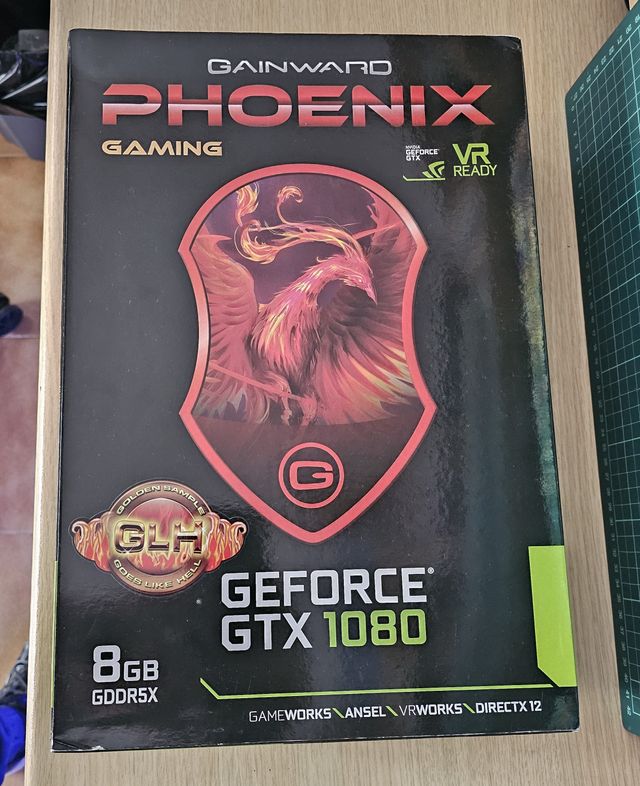 GAINWARD
PHOENIX
GAMING
NVIDIA
GEFORCE
GTX
VR
READY
G
GOLDEN SAMPLE
GLH
GOES LIKE HELL
GEFORCE®
GTX 1080
8GB
GDDR5X
GAMEWORKS\ANSEL\VRWORKS\DIRECTX 12